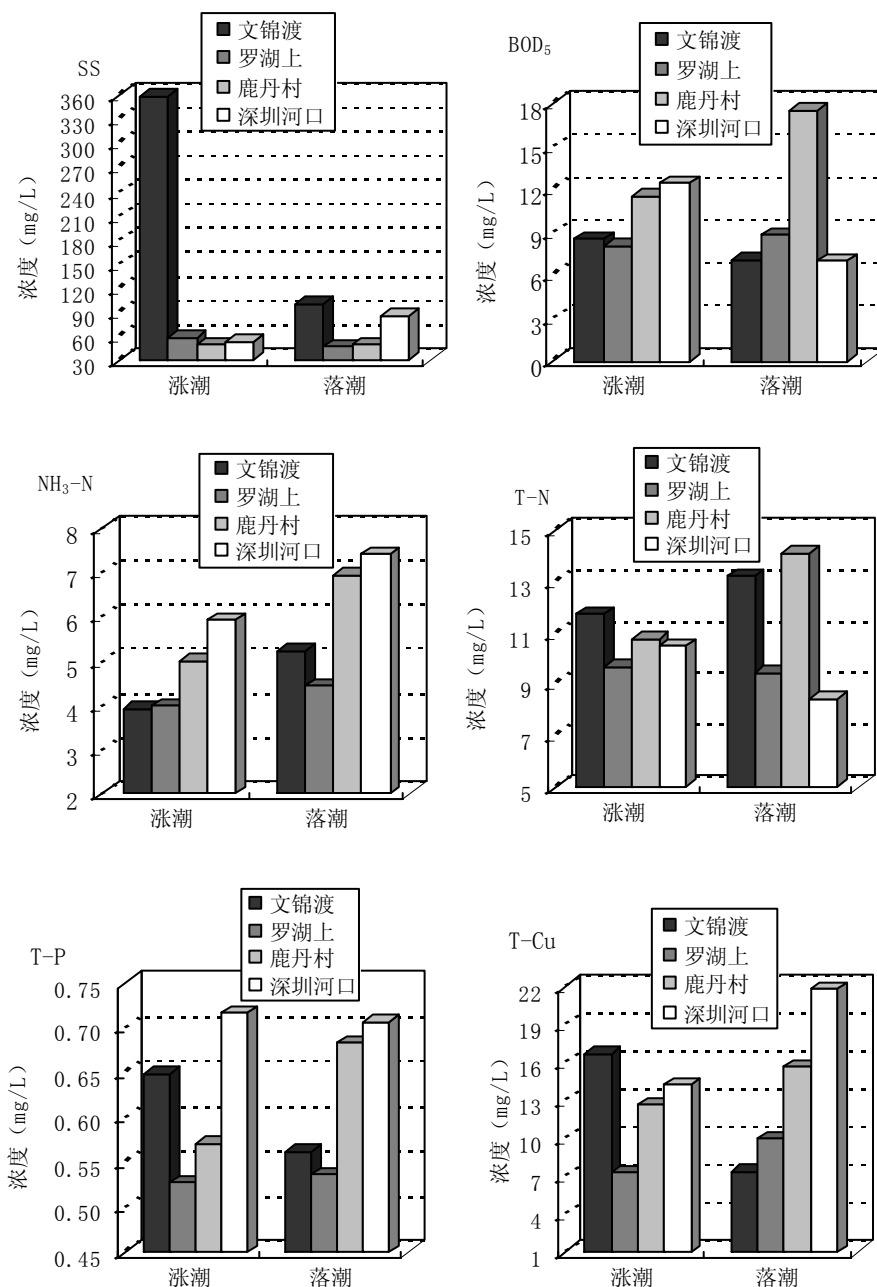 SS
文锦渡
罗湖上
鹿丹村
深圳河口
浓度（mg/L）
360
330
300
270
240
210
180
150
120
90
60
30
涨潮
落潮
BOD5
文锦渡
罗湖上
鹿丹村
深圳河口
浓度（mg/L）
18
15
12
9
6
3
0
涨潮
落潮
NH3-N
文锦渡
罗湖上
鹿丹村
深圳河口
浓度（mg/L）
8
7
6
5
4
3
2
涨潮
落潮
T-N
文锦渡
罗湖上
鹿丹村
深圳河口
浓度（mg/L）
15
13
11
9
7
5
涨潮
落潮
T-P
文锦渡
罗湖上
鹿丹村
深圳河口
浓度（mg/L）
0.75
0.70
0.65
0.60
0.55
0.50
0.45
涨潮
落潮
T-Cu
文锦渡
罗湖上
鹿丹村
深圳河口
浓度（mg/L）
22
19
16
13
10
7
4
1
涨潮
落潮